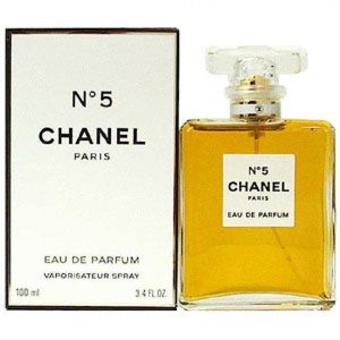 N°5
CHANEL
PARIS
EAU DE PARFUM
VAPORISATEUR SPRAY
100 ml 3.4 FL.OZ.
N°5
CHANEL
PARIS
EAU DE PARFUM